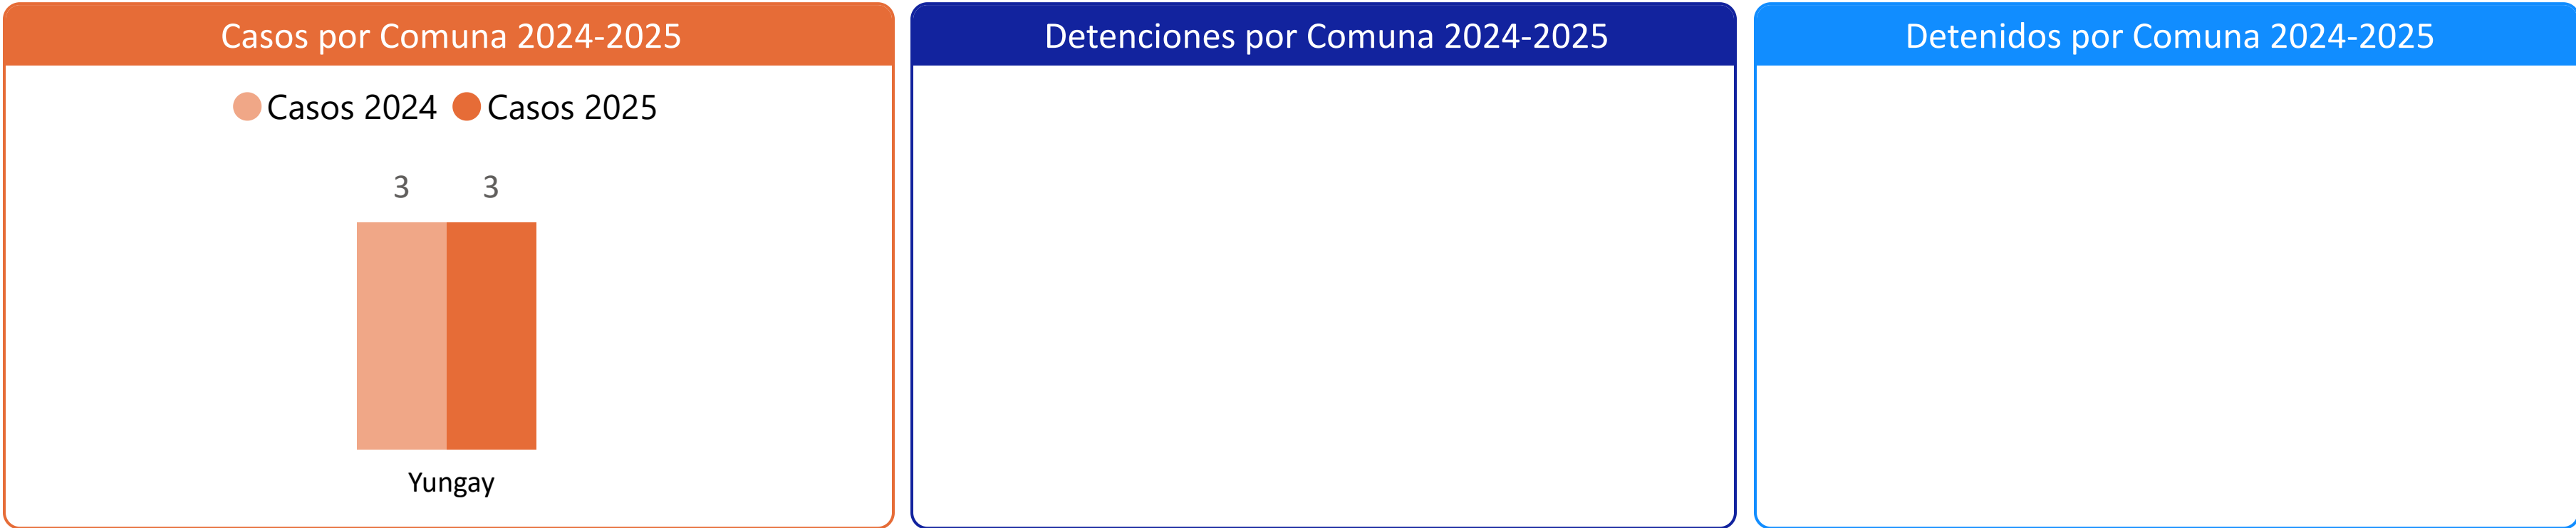 Casos por Comuna 2024-2025
Casos 2024 Casos 2025
3 3
Yungay
Detenciones por Comuna 2024-2025
Detenidos por Comuna 2024-2025